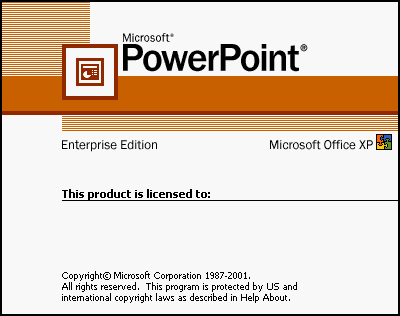 Microsoft®
PowerPoint®
Enterprise Edition
Microsoft Office XP
This product is licensed to:
Copyright© Microsoft Corporation 1987-2001.
All rights reserved. This program is protected by US and
international copyright laws as described in Help About.